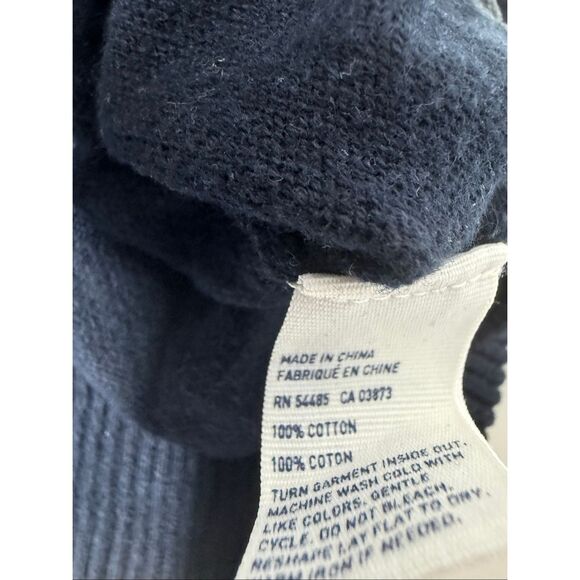 MADE IN CHINA
FABRIQUÉ EN CHINE
RN 54485 CA 03873
100% COTTON
100% COTON
TURN GARMENT INSIDE OUT.
MACHINE WASH COLD WITH
LIKE COLORS, GENTLE
CYCLE. DO NOT BLEACH.
RESHAPE LAY FLAT TO DRY.
IRON IF NEEDED.